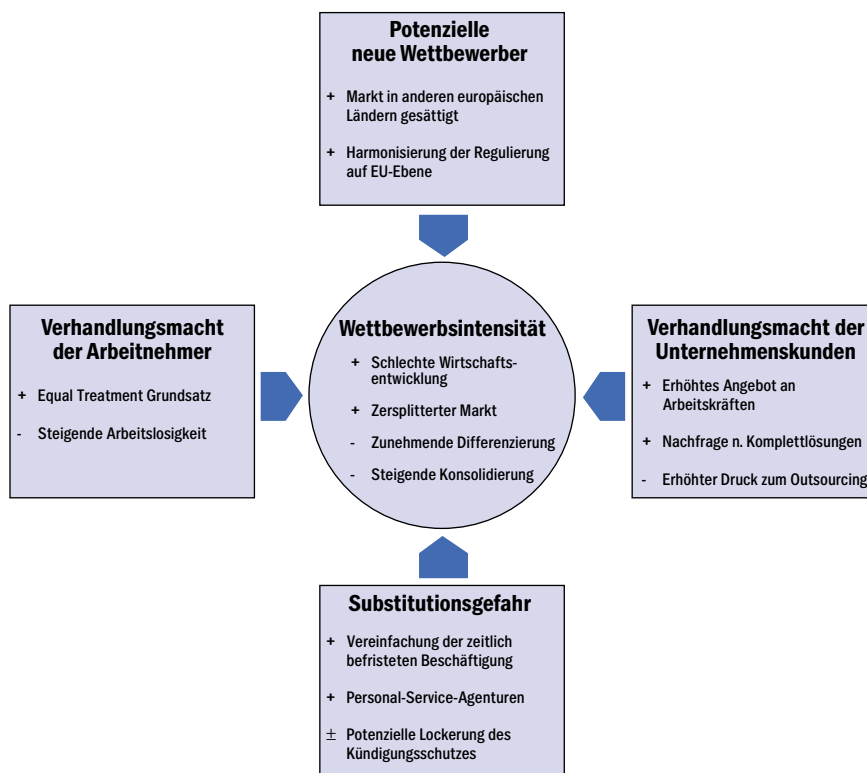 Potenzielle
neue Wettbewerber
+ Markt in anderen europäischen
Ländern gesättigt
+ Harmonisierung der Regulierung
auf EU-Ebene
Verhandlungsmacht
der Arbeitnehmer
+ Equal Treatment Grundsatz
- Steigende Arbeitslosigkeit
Wettbewerbsintensität
+ Schlechte Wirtschafts-
entwicklung
+ Zersplitterter Markt
- Zunehmende Differenzierung
- Steigende Konsolidierung
Verhandlungsmacht der
Unternehmenskunden
+ Erhöhtes Angebot an
Arbeitskräften
+ Nachfrage n. Komplettlösungen
- Erhöhter Druck zum Outsourcing
Substitutionsgefahr
+ Vereinfachung der zeitlich
befristeten Beschäftigung
+ Personal-Service-Agenturen
± Potenzielle Lockerung des
Kündigungsschutzes